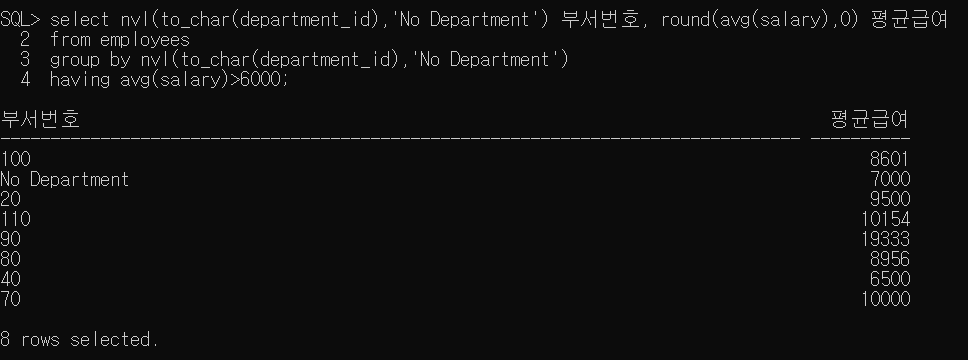 SQL> select nvl(to_char(department_id),'No Department') 부서번호, round(avg(salary),0) 평균급여
  2  from employees
  3  group by nvl(to_char(department_id),'No Department')
  4  having avg(salary)>6000;
부서번호 평균급여
-------------------------------------------------------------------------------- ----------
100 8601
No Department 7000
20 9500
110 10154
90 19333
80 8956
40 6500
70 10000
8 rows selected.